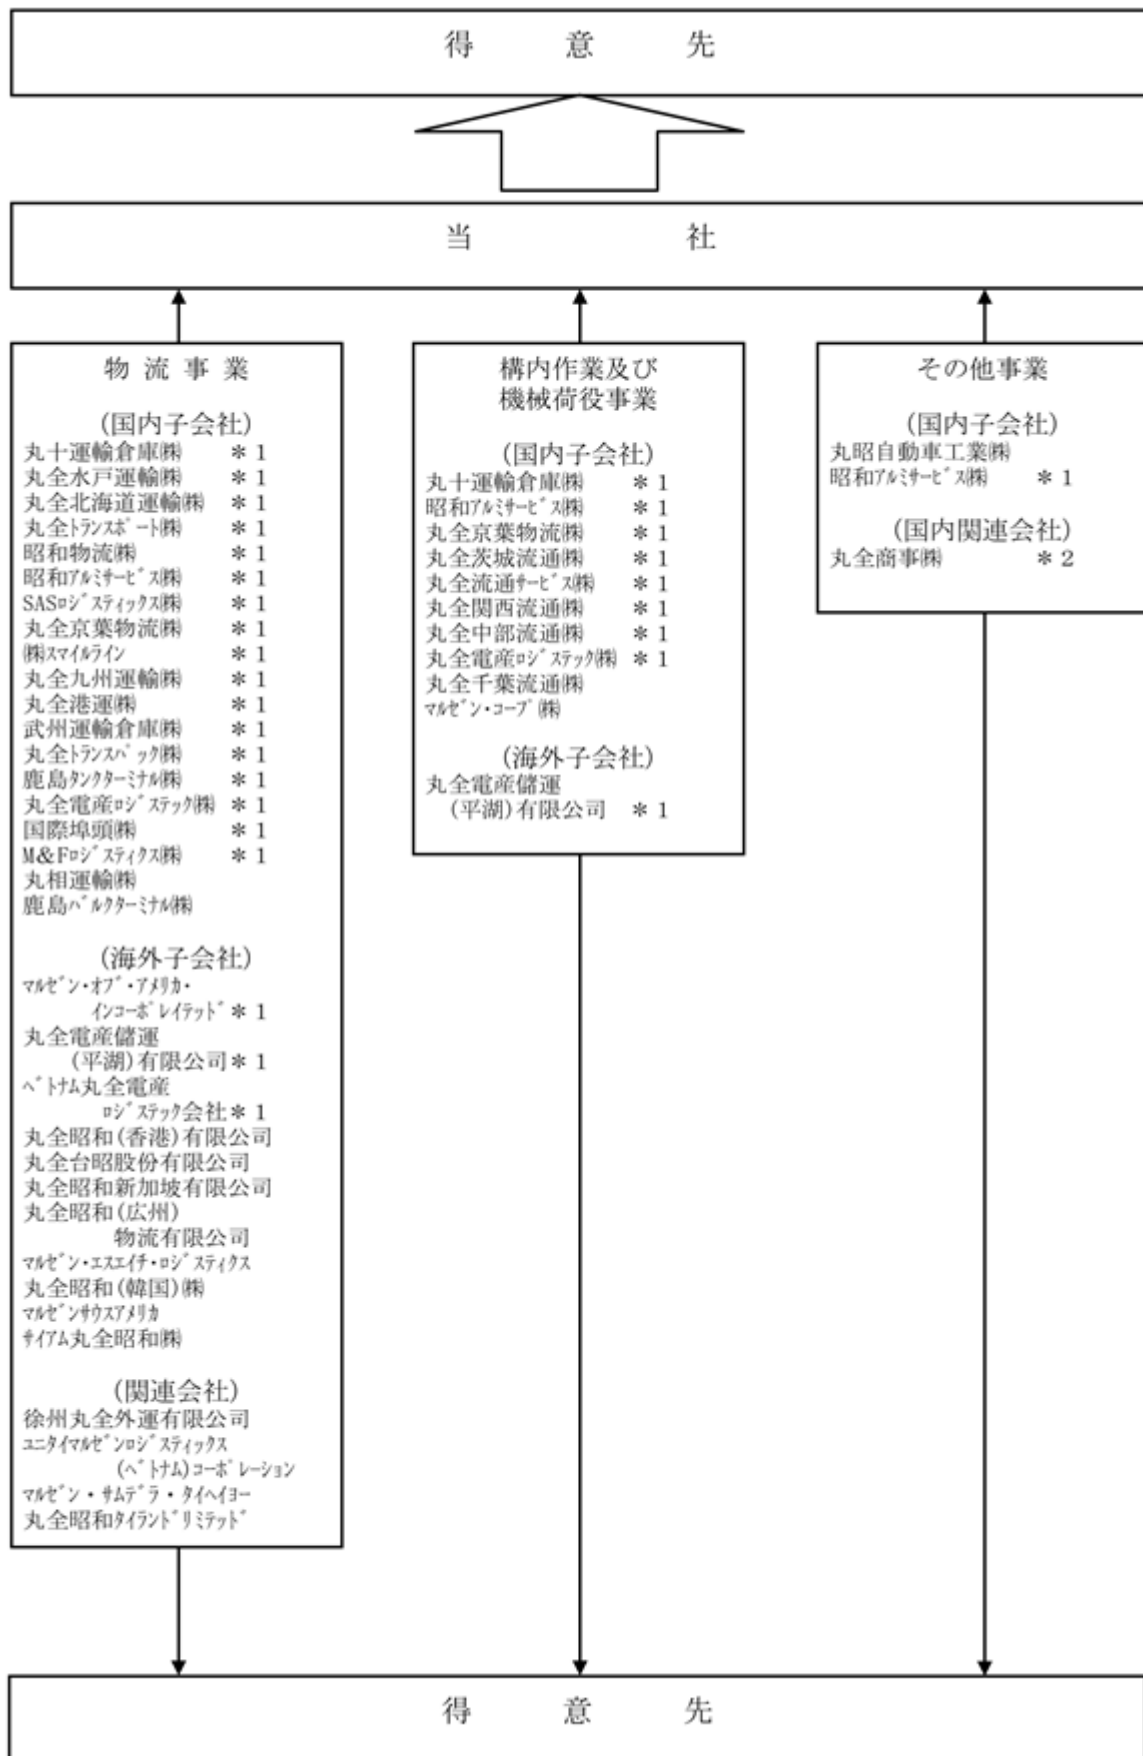 得意先
当社
物流事業
(国内子会社)
丸十運輸倉庫㈱ ＊1
丸全水戸運輸㈱ ＊1
丸全北海道運輸㈱ ＊1
丸全ﾄﾗﾝｽﾎﾟｰﾄ㈱ ＊1
昭和物流㈱ ＊1
昭和ｱﾙﾐｻｰﾋﾞｽ㈱ ＊1
SASﾛｼﾞｽﾃｨｯｸｽ㈱ ＊1
丸全京葉物流㈱ ＊1
㈱ｽﾏｲﾙﾗｲﾝ ＊1
丸全九州運輸㈱ ＊1
丸全港運㈱ ＊1
武州運輸倉庫㈱ ＊1
丸全ﾄﾗﾝｽﾊﾟｯｸ㈱ ＊1
鹿島ﾀﾝｸﾀｰﾐﾅﾙ㈱ ＊1
丸全電産ﾛｼﾞｽﾃｯｸ㈱ ＊1
国際埠頭㈱ ＊1
M&Fﾛｼﾞｽﾃｨｸｽ㈱ ＊1
丸相運輸㈱
鹿島ﾊﾞﾙｸﾀｰﾐﾅﾙ㈱
(海外子会社)
ﾏﾙｾﾞﾝ･ｵﾌﾞ･ｱﾒﾘｶ･
ｲﾝｺｰﾎﾟﾚｲﾃｯﾄﾞ＊1
丸全電産儲運
(平湖)有限公司＊1
ﾍﾞﾄﾅﾑ丸全電産
ﾛｼﾞｽﾃｯｸ会社＊1
丸全昭和(香港)有限公司
丸全台昭股份有限公司
丸全昭和新加坡有限公司
丸全昭和(広州)
物流有限公司
ﾏﾙｾﾞﾝ･ｴｽｴｲﾁ･ﾛｼﾞｽﾃｨｸｽ
丸全昭和(韓国)㈱
ﾏﾙｾﾞﾝｻｳｽｱﾒﾘｶ
ｻｲｱﾑ丸全昭和㈱
(関連会社)
徐州丸全外運有限公司
ﾕﾆﾀｲﾏﾙｾﾞﾝﾛｼﾞｽﾃｨｯｸｽ
(ﾍﾞﾄﾅﾑ)ｺｰﾎﾟﾚｰｼｮﾝ
ﾏﾙｾﾞﾝ・ｻﾑﾃﾞﾗ・ﾀｲﾍｲﾖｰ
丸全昭和ﾀｲﾗﾝﾄﾞﾘﾐﾃｯﾄﾞ
構内作業及び
機械荷役事業
(国内子会社)
丸十運輸倉庫㈱ ＊1
昭和ｱﾙﾐｻｰﾋﾞｽ㈱ ＊1
丸全京葉物流㈱ ＊1
丸全茨城流通㈱ ＊1
丸全流通ｻｰﾋﾞｽ㈱ ＊1
丸全関西流通㈱ ＊1
丸全中部流通㈱ ＊1
丸全電産ﾛｼﾞｽﾃｯｸ㈱ ＊1
丸全千葉流通㈱
ﾏﾙｾﾞﾝ･ｺｰﾌﾟ㈱
(海外子会社)
丸全電産儲運
(平湖)有限公司 ＊1
その他事業
(国内子会社)
丸昭自動車工業㈱
昭和ｱﾙﾐｻｰﾋﾞｽ㈱ ＊1
(国内関連会社)
丸全商事㈱ ＊2
得意先